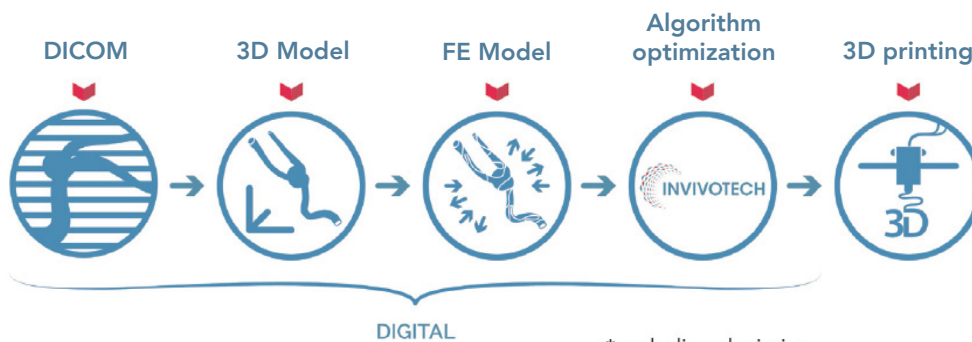 DICOM
3D Model
FE Model
Algorithm
optimization
3D printing
INVIVOTECH
3D
DIGITAL